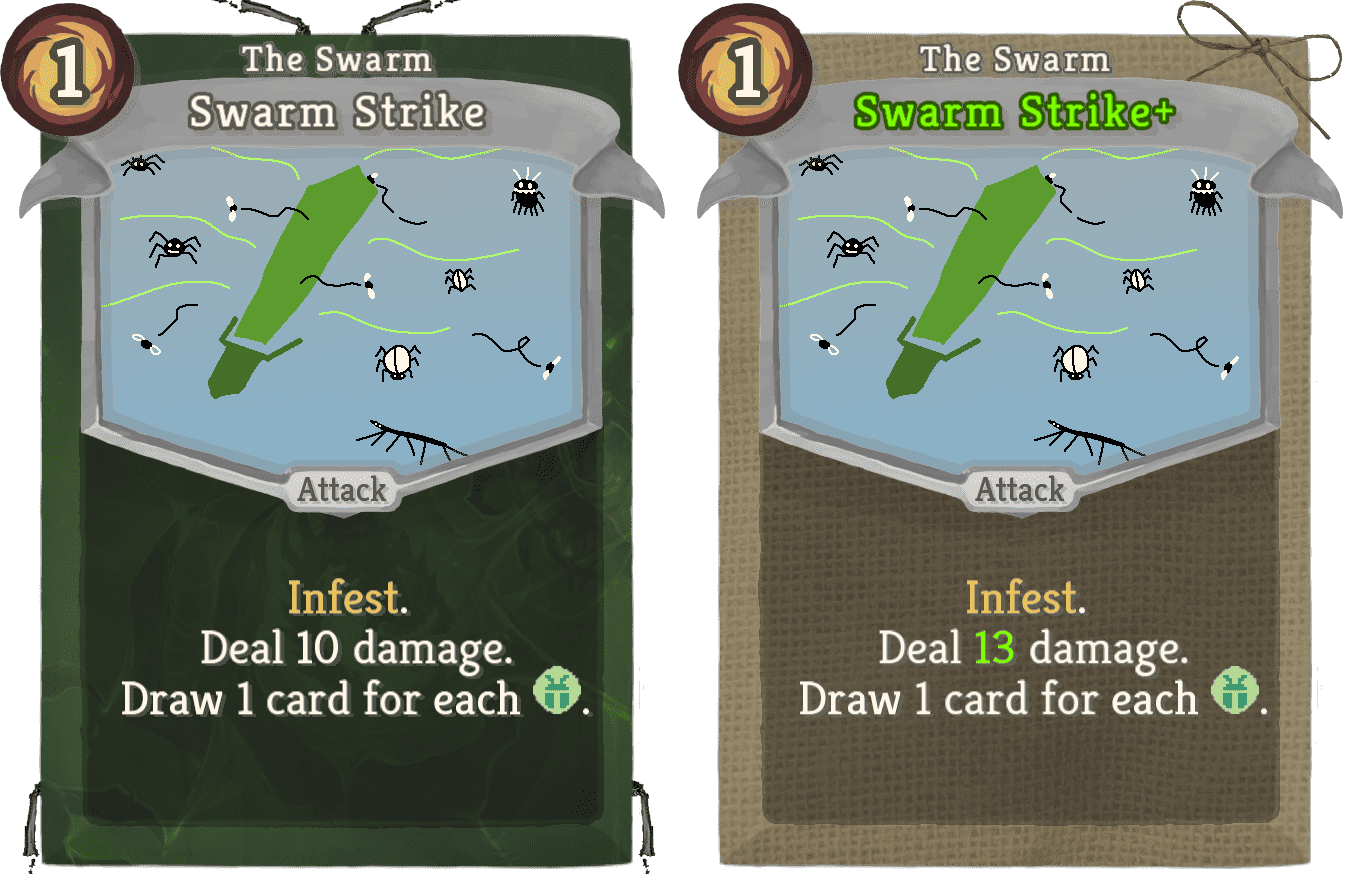 1
The Swarm
Swarm Strike
Attack
Infest.
Deal 10 damage.
Draw 1 card for each .
1
The Swarm
Swarm Strike+
Attack
Infest.
Deal 13 damage.
Draw 1 card for each .